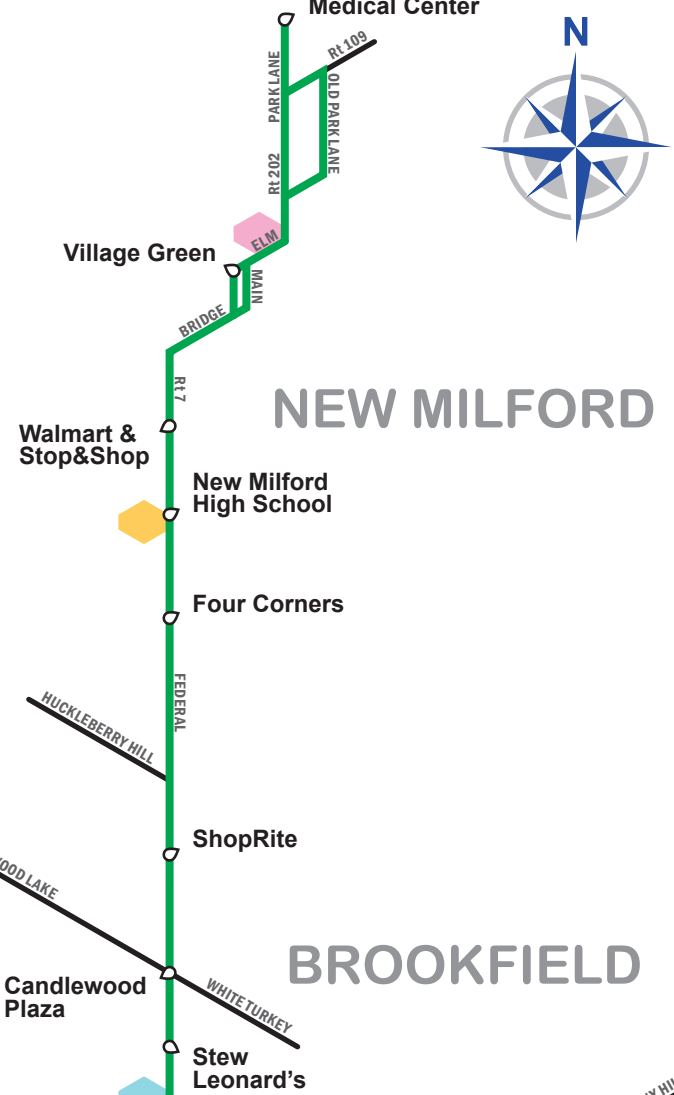 Medical Center
N
Rt 109
PARK LANE
OLD PARK LANE
Rt 202
ELM
Village Green
MAIN
BRIDGE
Rt 7
NEW MILFORD
Walmart &
Stop&Shop
New Milford
High School
Four Corners
FEDERAL
HUCKLEBERRY HILL
ShopRite
LAKE
BROOKFIELD
Candlewood
Plaza
WHITE TURKEY
Stew
Leonard's